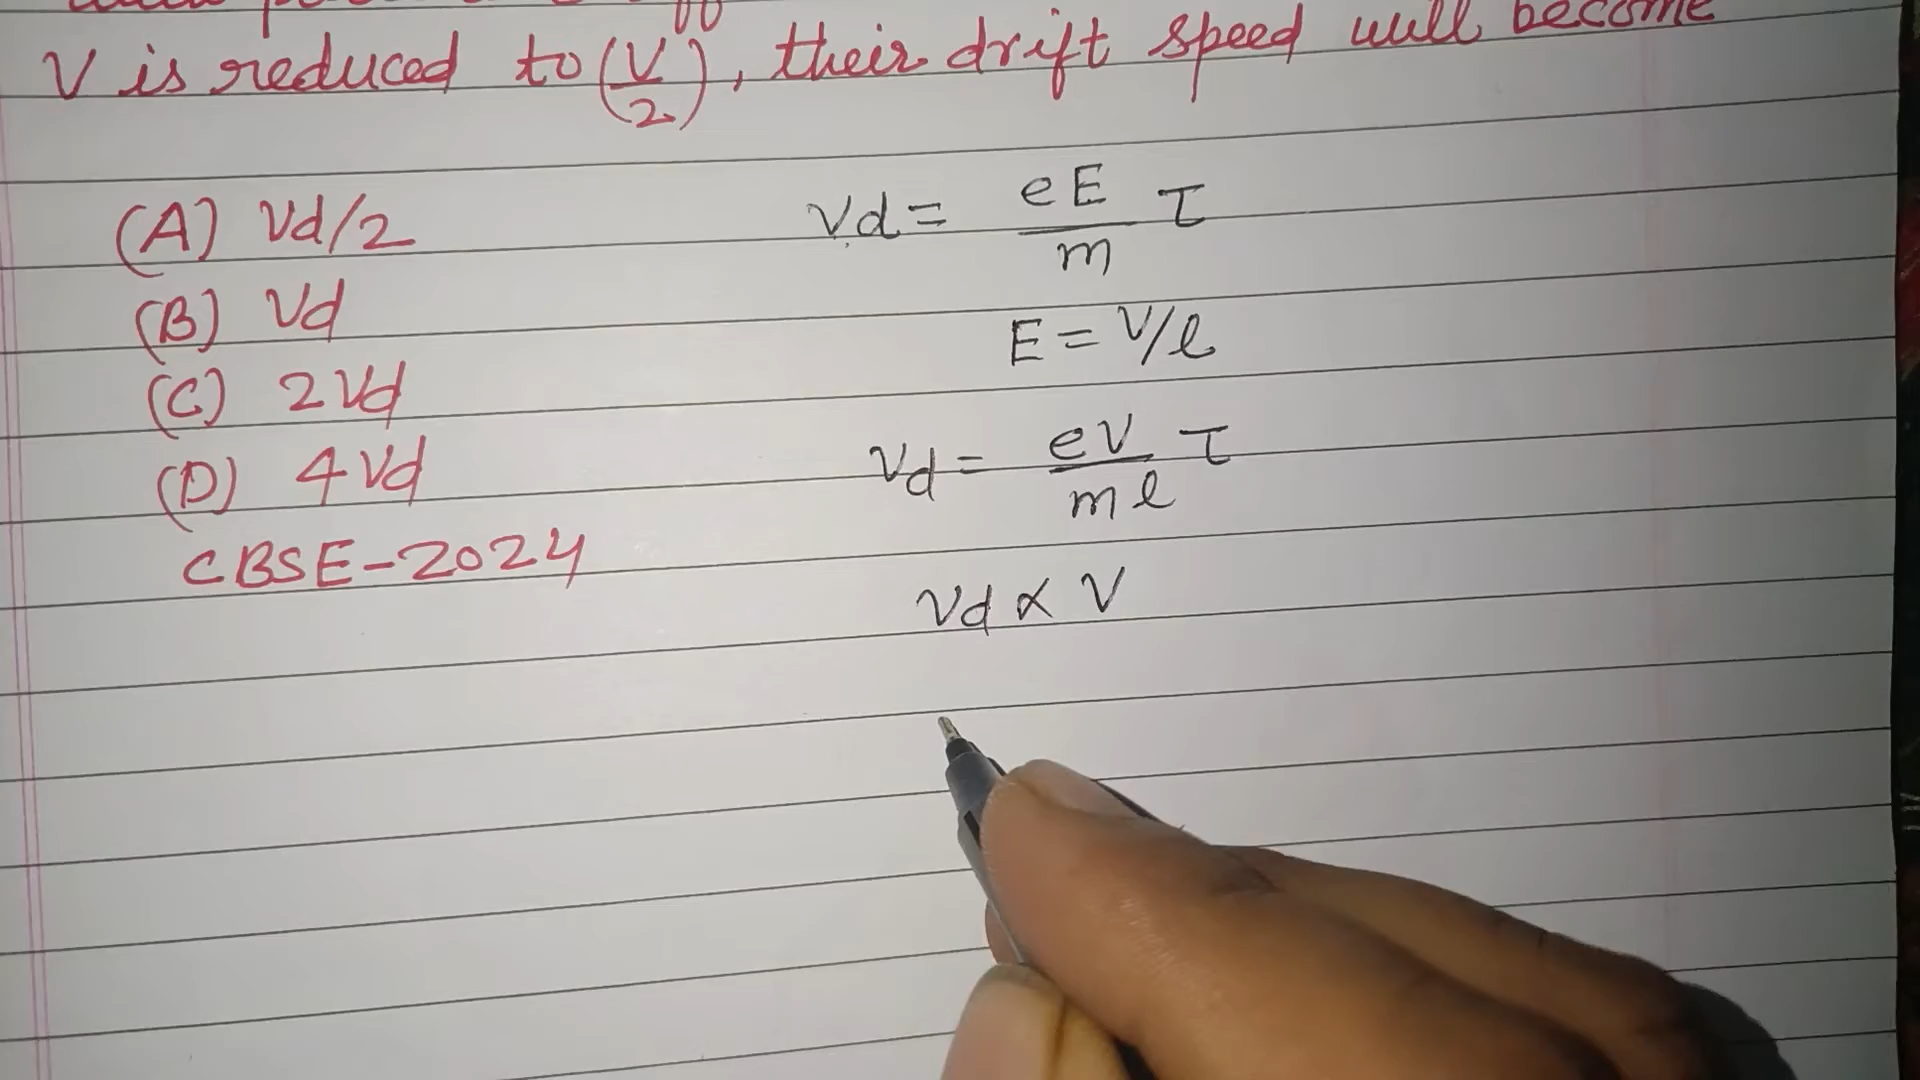 V is reduced to (V/2), their drift speed will become
(A) Vd/2
(B) Vd
(C) 2Vd
(D) 4Vd
CBSE-2024
Vd = eE/m τ
E = V/l
Vd = eV/ml τ
Vd ∝ V